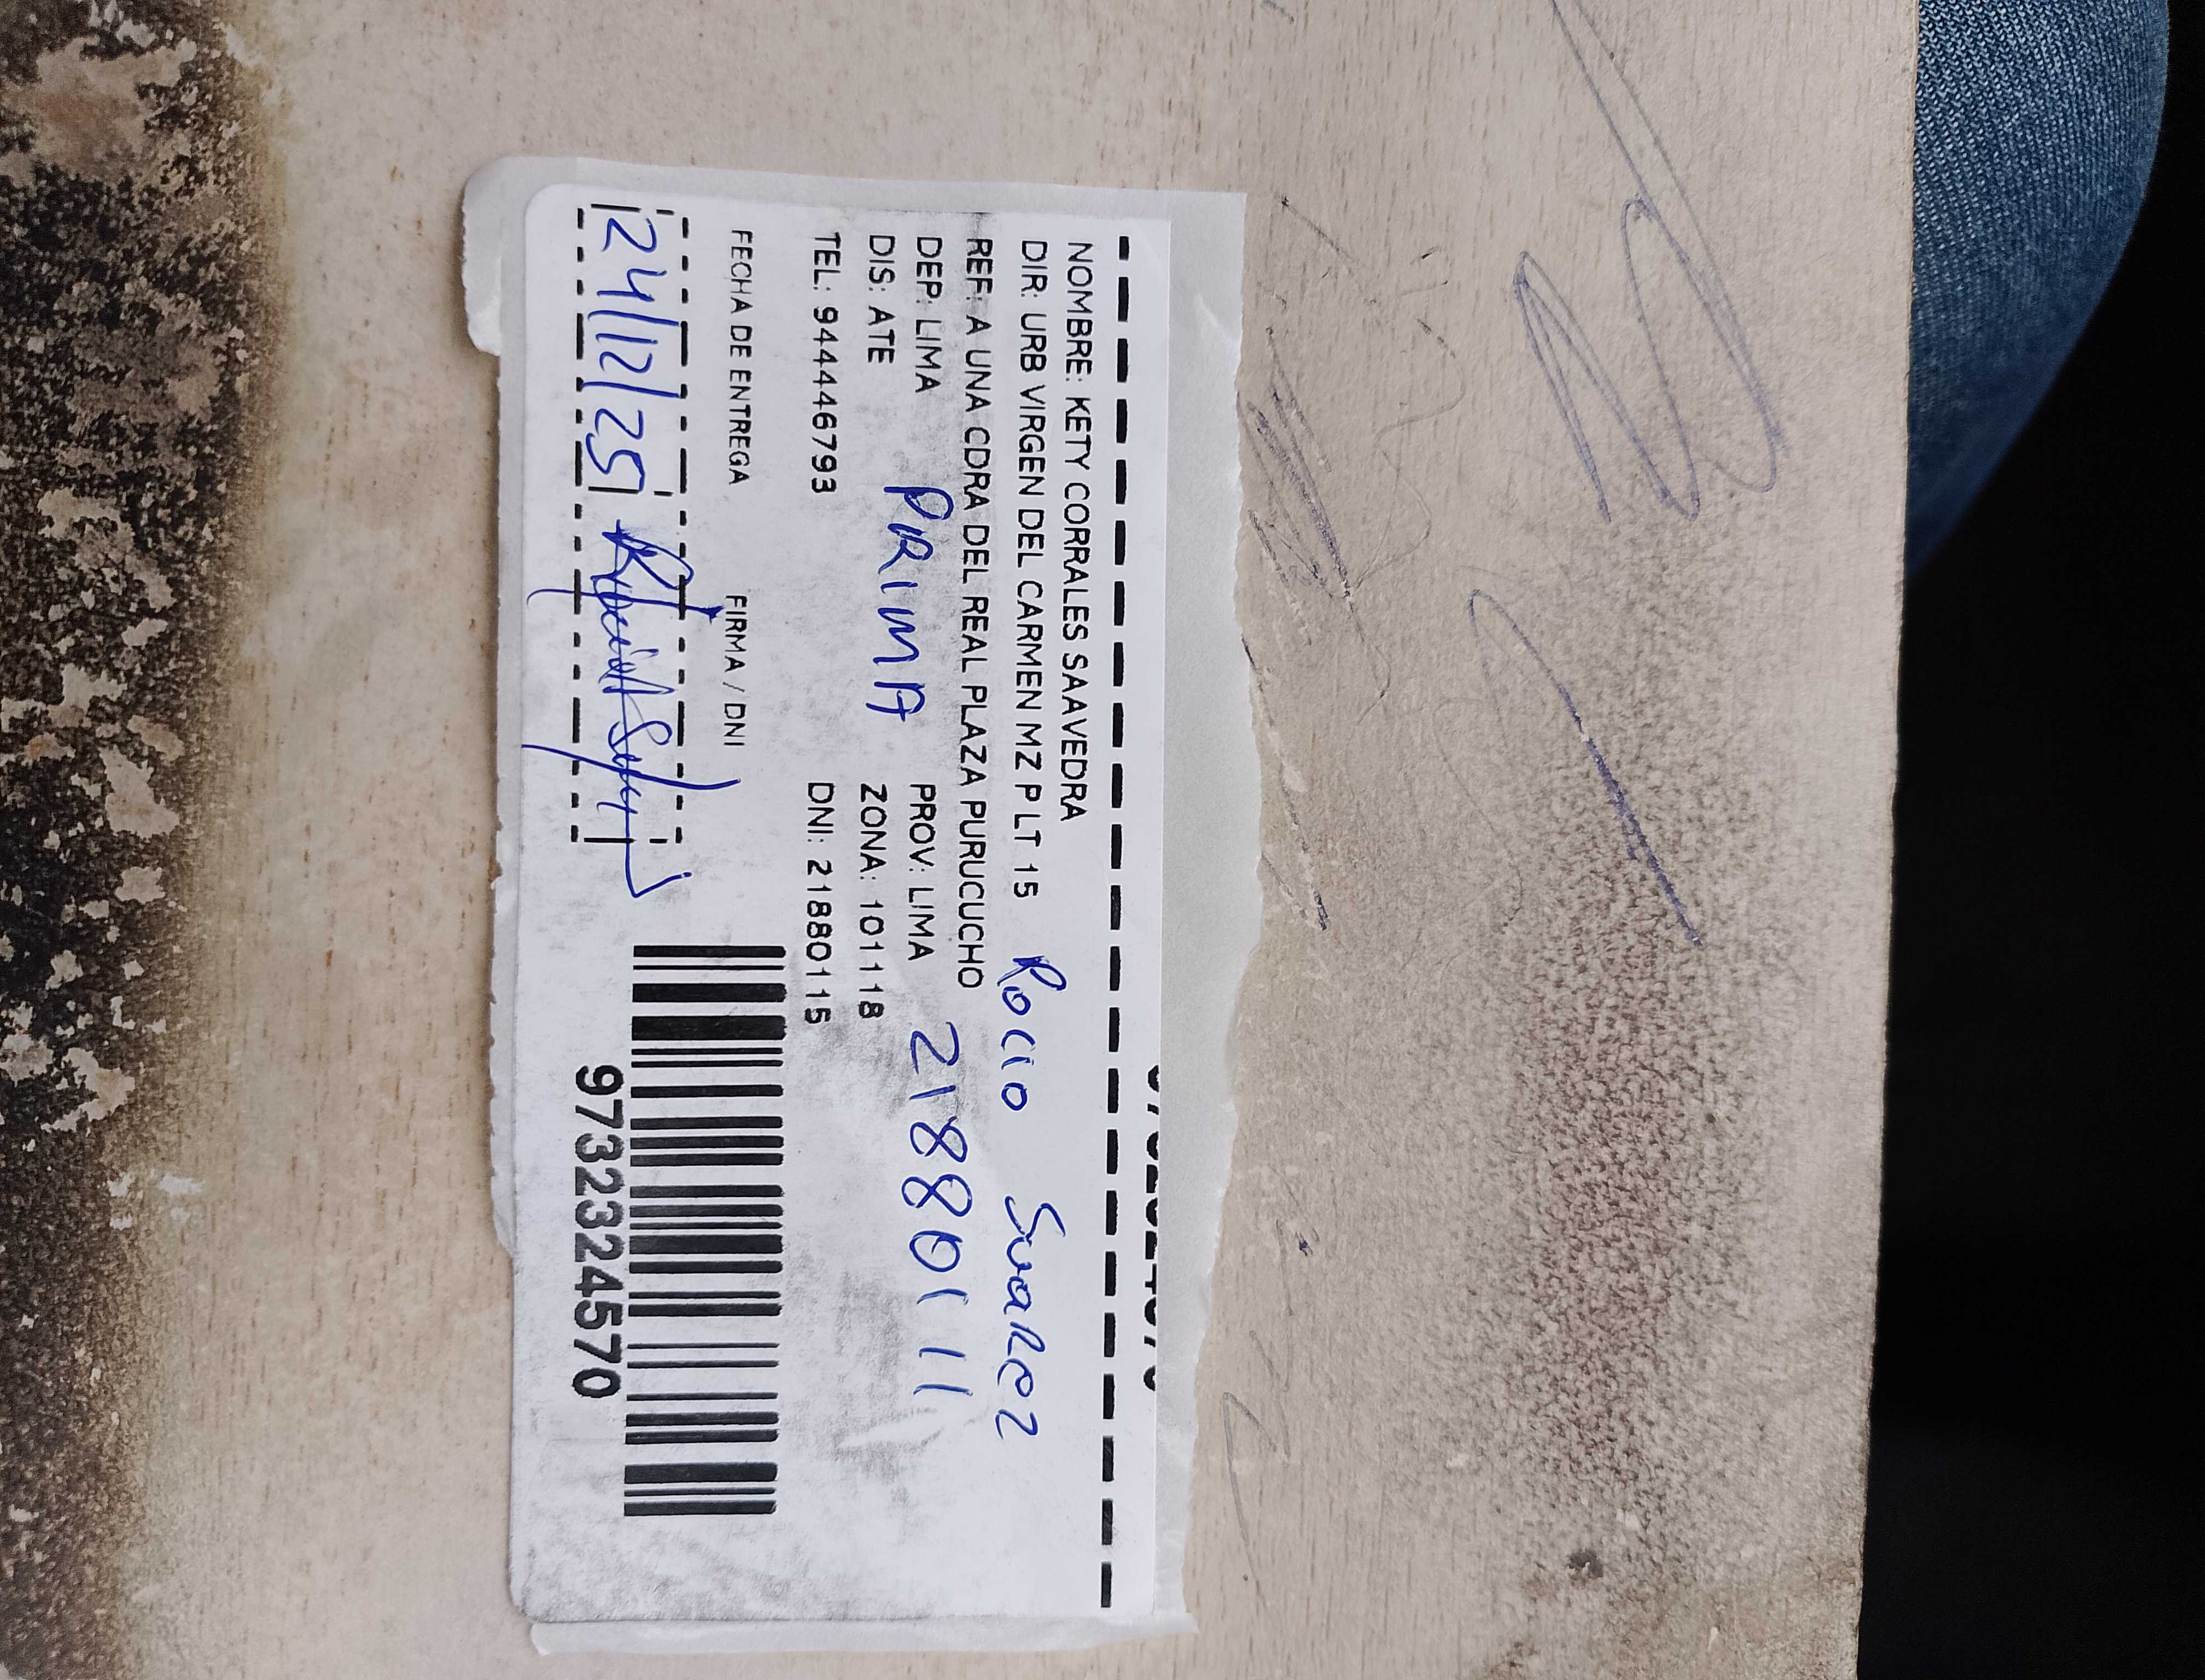 NOMBRE: KETY CORRALES SAAVEDRA
DIR: URB VIRGEN DEL CARMEN MZ P LT 15 Rocio Suarez
REF: A UNA CDRA DEL REAL PLAZA PURUCUCHO
DEP: LIMA PROV: LIMA 21880111
DIS: ATE PRIMA ZONA: 101118
TEL: 944446793 DNI: 21880115
FECHA DE ENTREGA FIRMA / DNI
24/12/25
97323324570